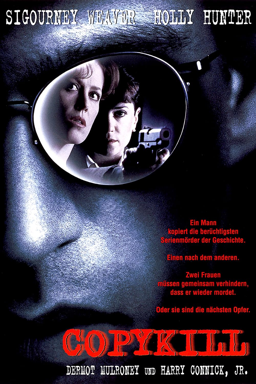 SIGOURNEY WEAVER HOLLY HUNTER
Ein Mann
kopiert die berüchtigsten
Serienmörder der Geschichte.
Einen nach dem anderen.
Zwei Frauen
müssen gemeinsam verhindern,
dass er wieder mordet.
Oder sie sind die nächsten Opfer.
COPYKILL
DERMOT MULRONEY UND HARRY CONNICK, JR.